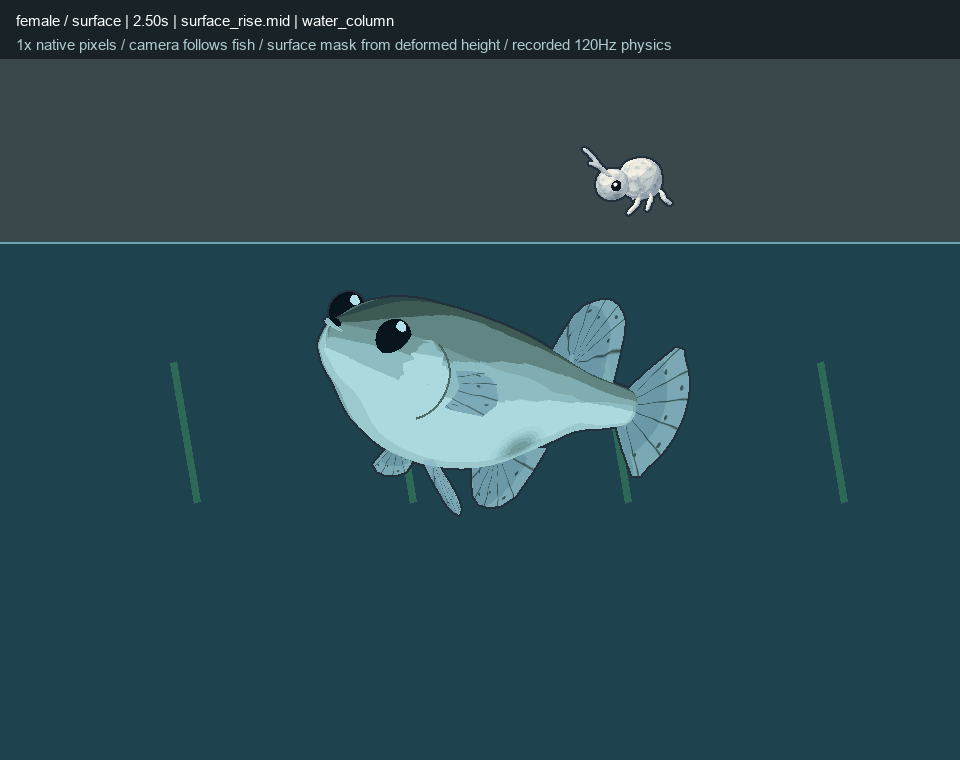 female / surface | 2.50s | surface_rise.mid | water_column
1x native pixels / camera follows fish / surface mask from deformed height / recorded 120Hz physics